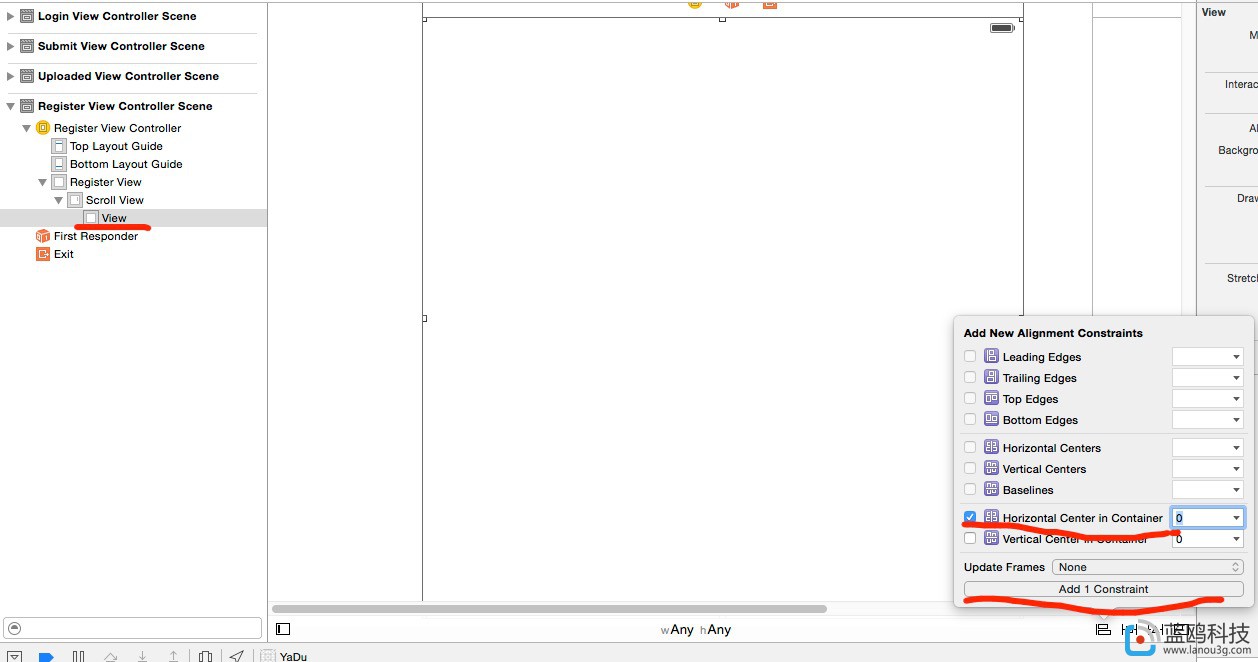 Login View Controller Scene
Submit View Controller Scene
Uploaded View Controller Scene
Register View Controller Scene
Register View Controller
Top Layout Guide
Bottom Layout Guide
Register View
Scroll View
View
First Responder
Exit
View
M
Interac
Al
Backgro
Draw
Stretch
Add New Alignment Constraints
Leading Edges
Trailing Edges
Top Edges
Bottom Edges
Horizontal Centers
Vertical Centers
Baselines
Horizontal Center in Container 0
Vertical Center in Container 0
Update Frames None
Add 1 Constraint
wAny hAny
YaDu
蓝鸥科技
www.lanou3g.com